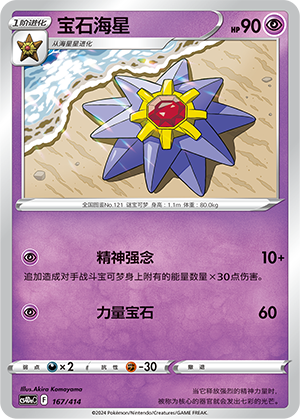 1阶进化
宝石海星
HP90
从海星星进化
全国图鉴No.121 谜宝可梦 身高:1.1m 体重:80.0kg
精神强念 10+
追加造成对手战斗宝可梦身上附有的能量数量×30点伤害。
力量宝石 60
弱点 ×2 抵抗力 -30 撤退
Illus.Akira Komayama
F 167/414
当它释放强烈的精神力量时,
被称为核心的器官就会发出七彩的光芒。
©2024 Pokémon/Nintendo/Creatures/GAME FREAK.